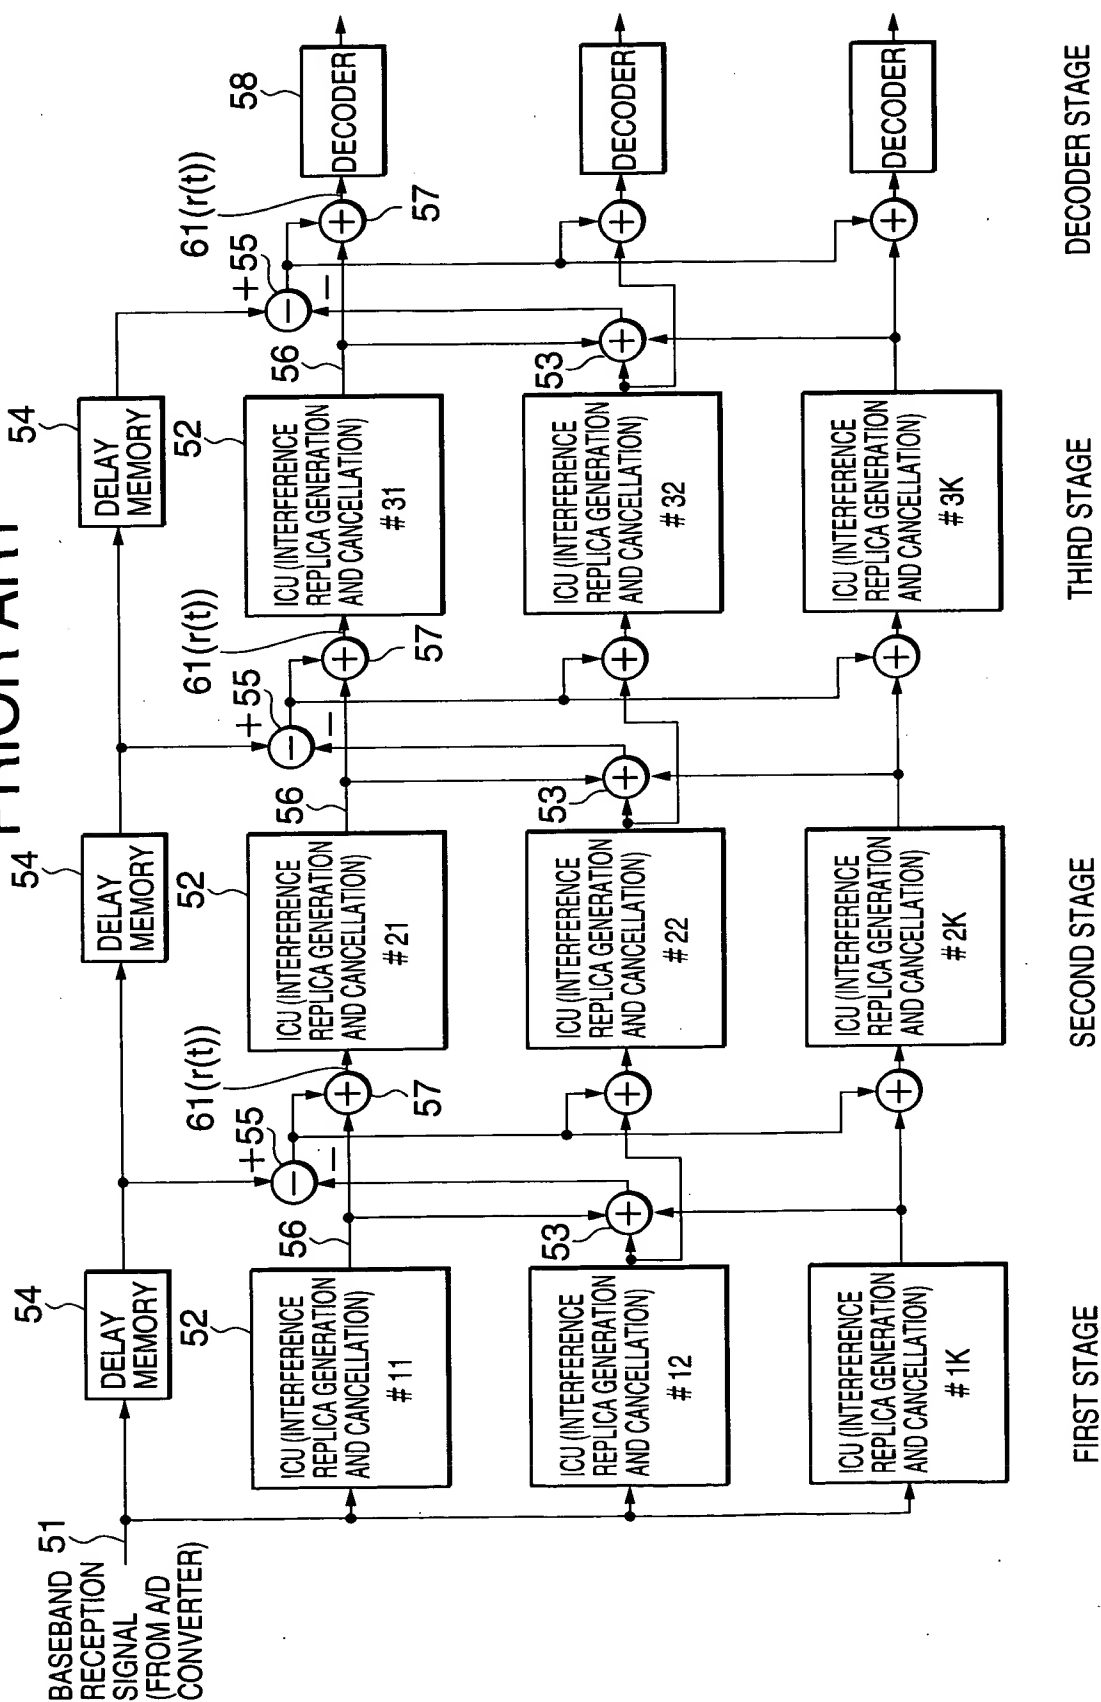 PRIOR ART
BASEBAND
RECEPTION
SIGNAL
(FROM A/D
CONVERTER)
51
54
DELAY
MEMORY
54
DELAY
MEMORY
54
DELAY
MEMORY
52
ICU (INTERFERENCE
REPLICA GENERATION
AND CANCELLATION)
#11
56
+
55
−
−
61(r(t))
+
57
52
ICU (INTERFERENCE
REPLICA GENERATION
AND CANCELLATION)
#21
56
+
55
−
−
61(r(t))
+
57
52
ICU (INTERFERENCE
REPLICA GENERATION
AND CANCELLATION)
#31
56
+
55
−
−
61(r(t))
+
57
58
DECODER
ICU (INTERFERENCE
REPLICA GENERATION
AND CANCELLATION)
#12
53
+
+
ICU (INTERFERENCE
REPLICA GENERATION
AND CANCELLATION)
#22
53
+
+
ICU (INTERFERENCE
REPLICA GENERATION
AND CANCELLATION)
#32
53
+
+
DECODER
ICU (INTERFERENCE
REPLICA GENERATION
AND CANCELLATION)
#1K
+
ICU (INTERFERENCE
REPLICA GENERATION
AND CANCELLATION)
#2K
+
ICU (INTERFERENCE
REPLICA GENERATION
AND CANCELLATION)
#3K
+
DECODER
FIRST STAGE
SECOND STAGE
THIRD STAGE
DECODER STAGE